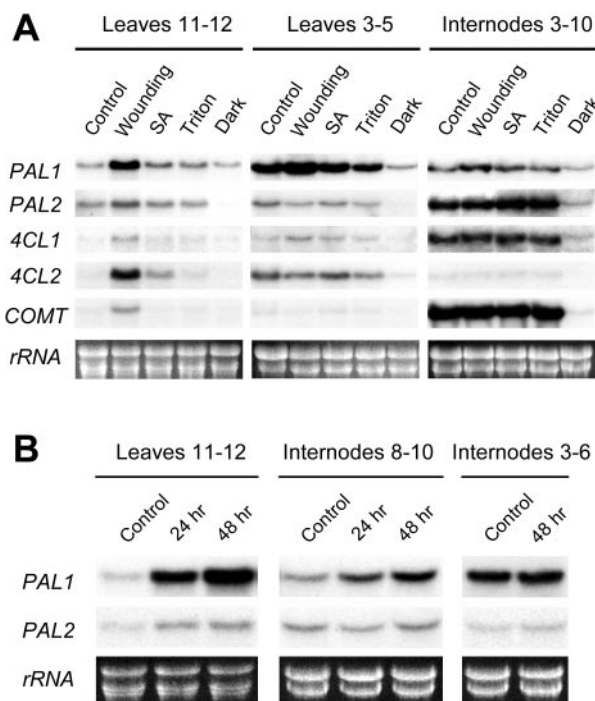 A
Leaves 11-12 Leaves 3-5 Internodes 3-10
Control Wounding SA Triton Dark Control Wounding SA Triton Dark Control Wounding SA Triton Dark
PAL1
PAL2
4CL1
4CL2
COMT
rRNA
B
Leaves 11-12 Internodes 8-10 Internodes 3-6
Control 24 hr 48 hr Control 24 hr 48 hr Control 48 hr
PAL1
PAL2
rRNA